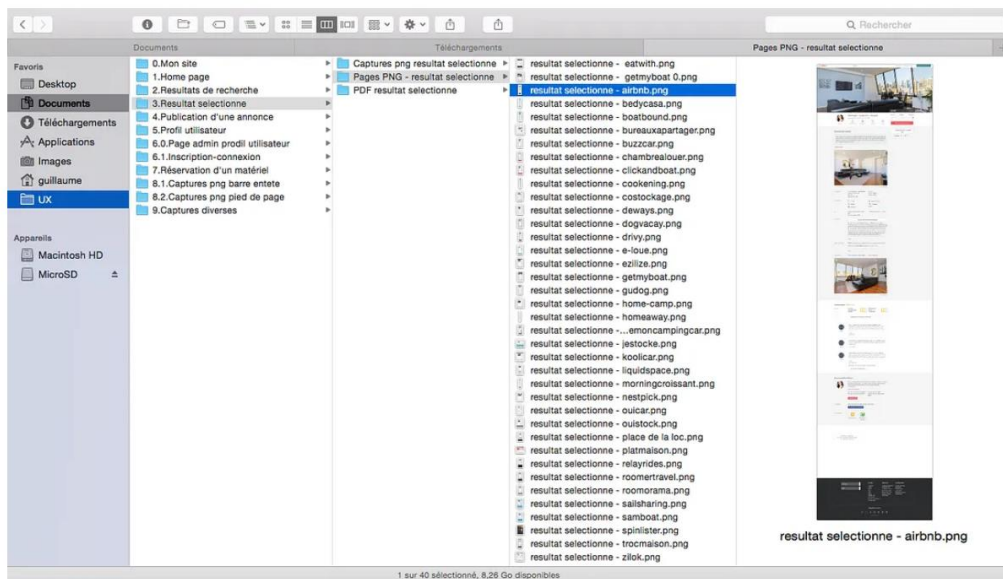 Rechercher
Documents
Téléchargements
Pages PNG - resultat selectionne
Favoris
Desktop
Documents
Téléchargements
Applications
Images
guillaume
UX
Appareils
Macintosh HD
MicroSD
0.Mon site
1.Home page
2.Resultats de recherche
3.Resultat selectionne
4.Publication d'une annonce
5.Profil utilisateur
6.0.Page admin prodil utilisateur
6.1.Inscription-connexion
7.Réservation d'un matériel
8.1.Captures png barre entete
8.2.Captures png pied de page
9.Captures diverses
Captures png resultat selectionne
Pages PNG - resultat selectionne
PDF resultat selectionne
resultat selectionne - eatwith.png
resultat selectionne - getmyboat 0.png
resultat selectionne - airbnb.png
resultat selectionne - bedycasa.png
resultat selectionne - boatbound.png
resultat selectionne - bureauxapartager.png
resultat selectionne - buzzcar.png
resultat selectionne - chambrealouer.png
resultat selectionne - clickandboat.png
resultat selectionne - cookening.png
resultat selectionne - costockage.png
resultat selectionne - deways.png
resultat selectionne - dogvacay.png
resultat selectionne - drivy.png
resultat selectionne - e-loue.png
resultat selectionne - ezilize.png
resultat selectionne - getmyboat.png
resultat selectionne - gudog.png
resultat selectionne - home-camp.png
resultat selectionne - homeaway.png
resultat selectionne -...emoncampingcar.png
resultat selectionne - jestocke.png
resultat selectionne - koolicar.png
resultat selectionne - liquidspace.png
resultat selectionne - morningcroissant.png
resultat selectionne - nestpick.png
resultat selectionne - ouicar.png
resultat selectionne - ouistock.png
resultat selectionne - place de la loc.png
resultat selectionne - platmaison.png
resultat selectionne - relayrides.png
resultat selectionne - roomertravel.png
resultat selectionne - roomorama.png
resultat selectionne - sailsharing.png
resultat selectionne - samboat.png
resultat selectionne - spinlister.png
resultat selectionne - trocmaison.png
resultat selectionne - zilok.png
resultat selectionne - airbnb.png
1 sur 40 sélectionné, 8,26 Go disponibles